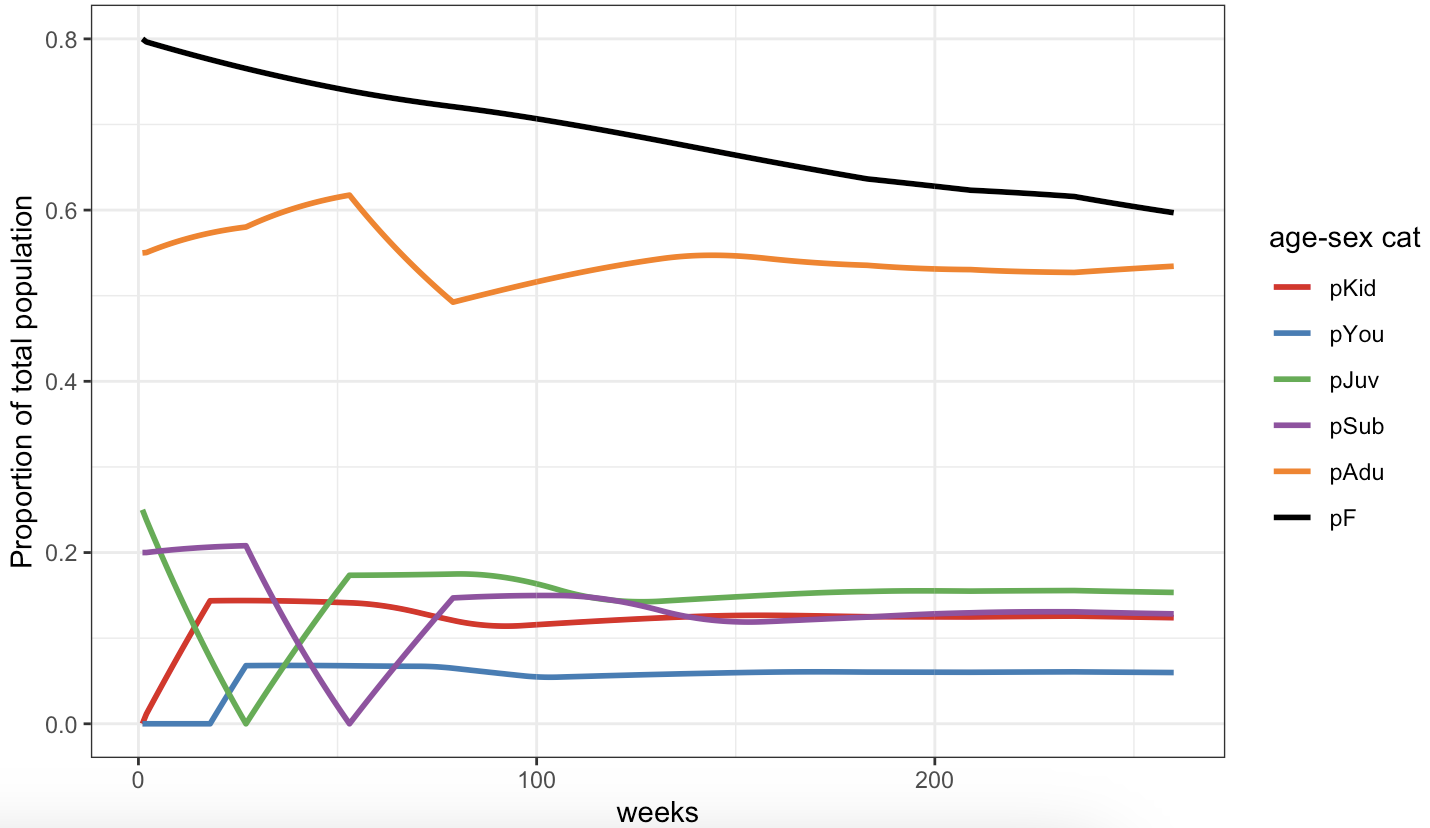 Proportion of total population
0.8
0.6
0.4
0.2
0.0
0
100
200
weeks
age-sex cat
pKid
pYou
pJuv
pSub
pAdu
pF